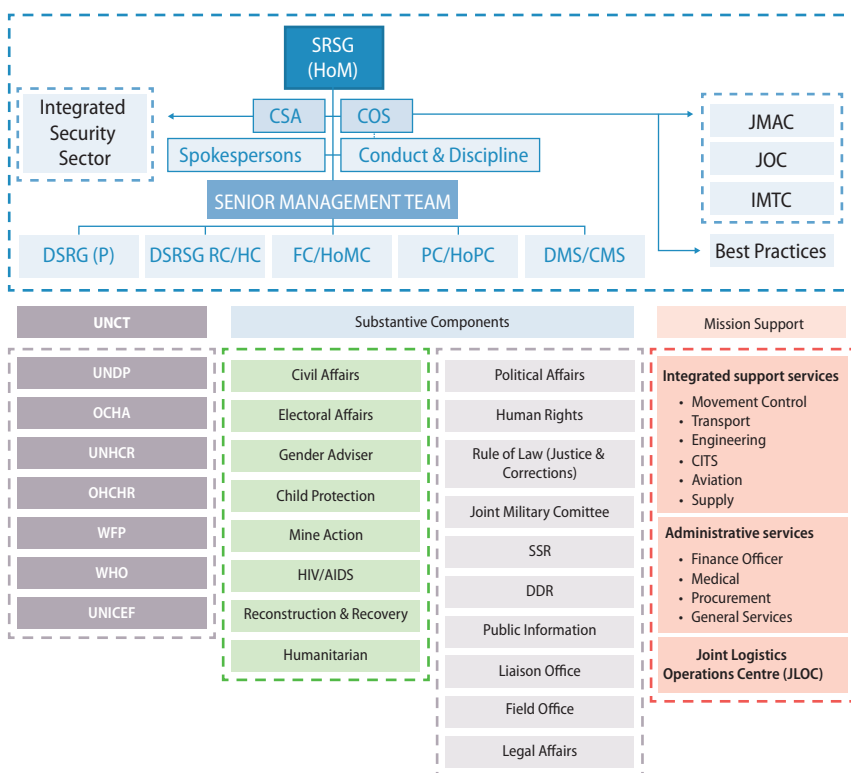 SRSG
(HoM)
Integrated
Security
Sector
CSA
COS
Spokespersons
Conduct & Discipline
JMAC
JOC
IMTC
SENIOR MANAGEMENT TEAM
DSRG (P)
DSRSG RC/HC
FC/HoMC
PC/HoPC
DMS/CMS
Best Practices
UNCT
Substantive Components
Mission Support
UNDP
OCHA
UNHCR
OHCHR
WFP
WHO
UNICEF
Civil Affairs
Electoral Affairs
Gender Adviser
Child Protection
Mine Action
HIV/AIDS
Reconstruction & Recovery
Humanitarian
Political Affairs
Human Rights
Rule of Law (Justice &
Corrections)
Joint Military Comittee
SSR
DDR
Public Information
Liaison Office
Field Office
Legal Affairs
Integrated support services
• Movement Control
• Transport
• Engineering
• CITS
• Aviation
• Supply
Administrative services
• Finance Officer
• Medical
• Procurement
• General Services
Joint Logistics
Operations Centre (JLOC)